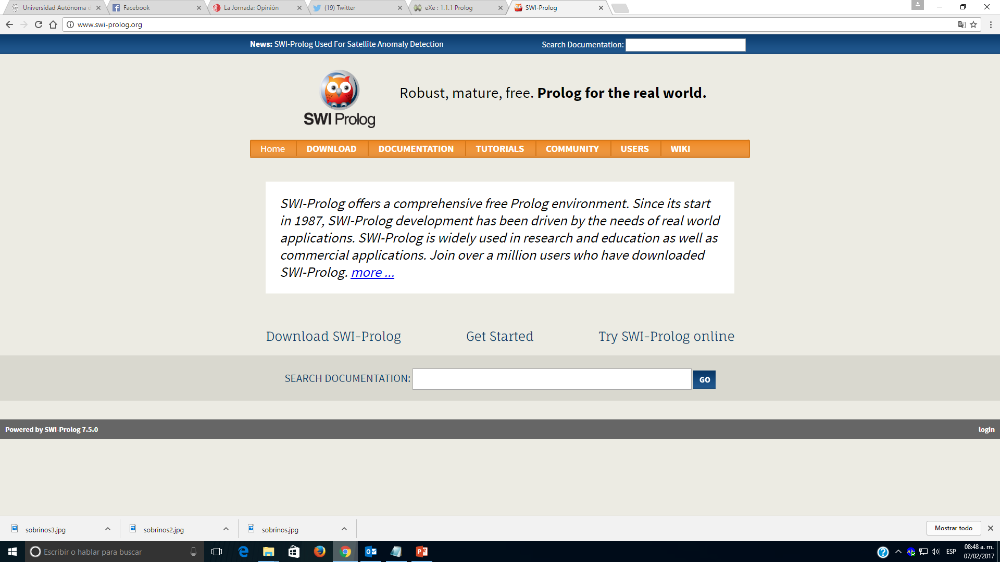 Universidad Autónoma d
Facebook
La Jornada: Opinión
(19) Twitter
eXe : 1.1.1 Prolog
SWI-Prolog
www.swi-prolog.org
News: SWI-Prolog Used For Satellite Anomaly Detection
Search Documentation:
SWI Prolog
Robust, mature, free. Prolog for the real world.
Home
DOWNLOAD
DOCUMENTATION
TUTORIALS
COMMUNITY
USERS
WIKI
SWI-Prolog offers a comprehensive free Prolog environment. Since its start
in 1987, SWI-Prolog development has been driven by the needs of real world
applications. SWI-Prolog is widely used in research and education as well as
commercial applications. Join over a million users who have downloaded
SWI-Prolog. more ...
Download SWI-Prolog
Get Started
Try SWI-Prolog online
SEARCH DOCUMENTATION:
GO
Powered by SWI-Prolog 7.5.0
login
sobrinos3.jpg
sobrinos2.jpg
sobrinos.jpg
Mostrar todo
Escribir o hablar para buscar
ESP
08:48 a. m.
07/02/2017